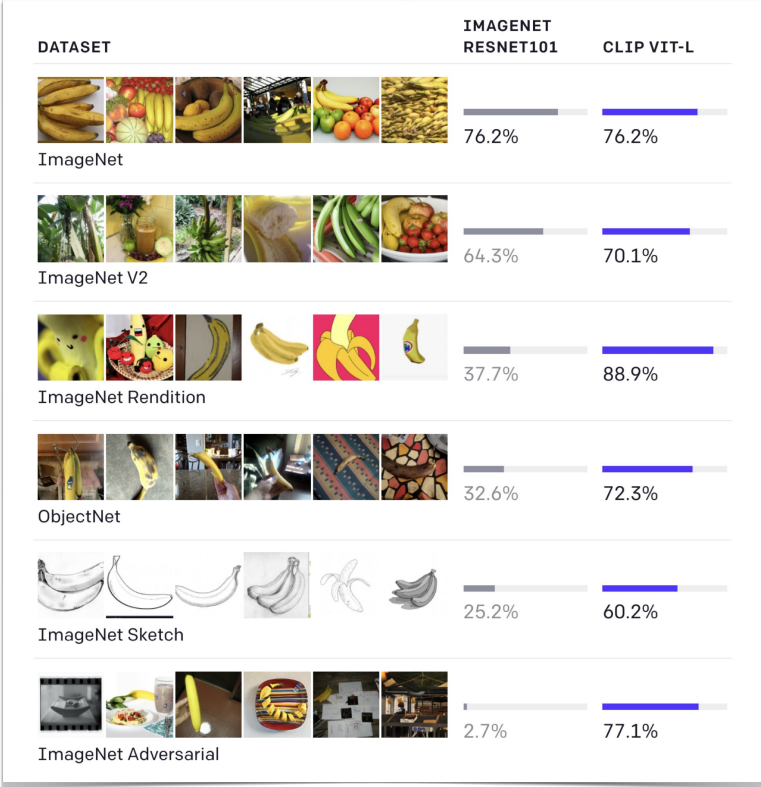 DATASET
IMAGENET
RESNET101
CLIP VIT-L
76.2%
76.2%
ImageNet
64.3%
70.1%
ImageNet V2
37.7%
88.9%
ImageNet Rendition
32.6%
72.3%
ObjectNet
25.2%
60.2%
ImageNet Sketch
2.7%
77.1%
ImageNet Adversarial